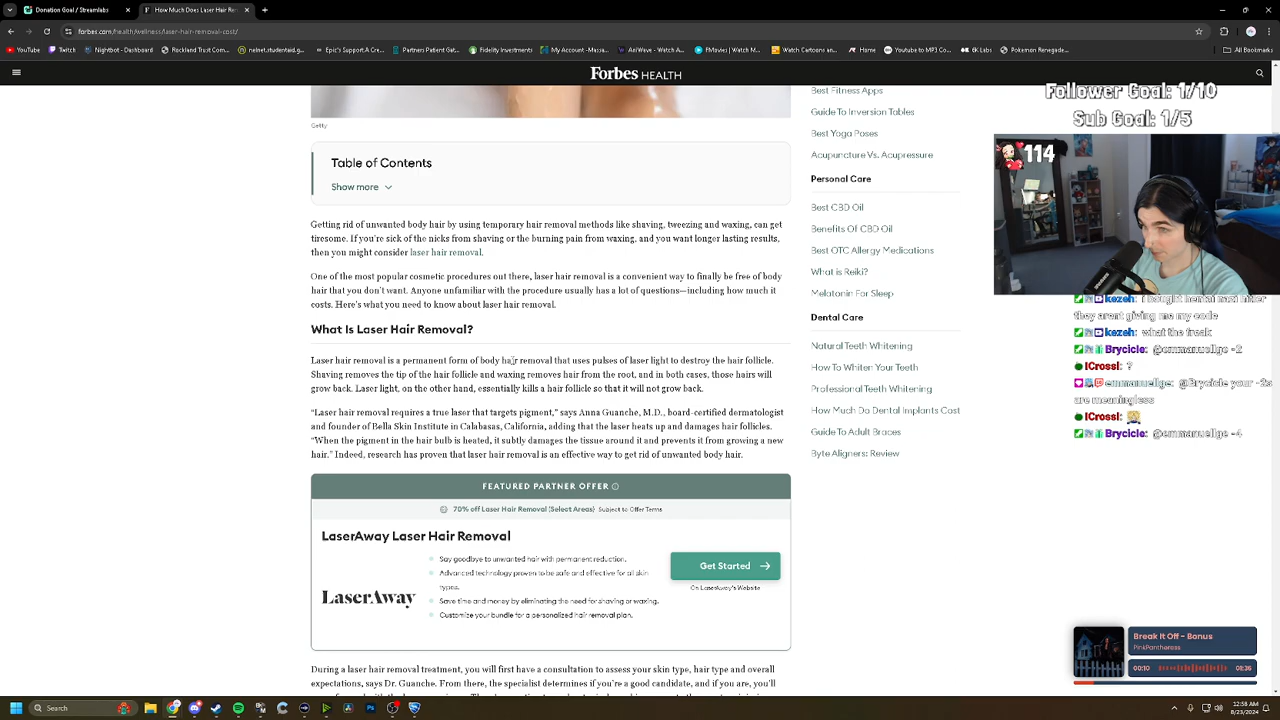 Donation Goal / Streamlabs
How Much Does Laser Hair Re
forbes.com/health/wellness/laser-hair-removal-cost/
YouTube
Twitch
Nightbot - Dashboard
Rockland Trust Com...
nelnet.studentaid.g...
Epic's Support-A-Cre...
Partners Patient Gat...
Fidelity Investments
My Account - Massa...
AniWave - Watch A...
FMovies | Watch M...
Watch Cartoons an...
Home
Youtube to MP3 Co...
6K Labs
Pokemon Renegade...
All Bookmarks
Forbes HEALTH
Getty
Table of Contents
Show more
Getting rid of unwanted body hair by using temporary hair removal methods like shaving, tweezing and waxing, can get
tiresome. If you're sick of the nicks from shaving or the burning pain from waxing, and you want longer lasting results,
then you might consider laser hair removal.
One of the most popular cosmetic procedures out there, laser hair removal is a convenient way to finally be free of body
hair that you don't want. Anyone unfamiliar with the procedure usually has a lot of questions—including how much it
costs. Here's what you need to know about laser hair removal.
What Is Laser Hair Removal?
Laser hair removal is a permanent form of body hair removal that uses pulses of laser light to destroy the hair follicle.
Shaving removes the tip of the hair follicle and waxing removes hair from the root, and in both cases, those hairs will
grow back. Laser light, on the other hand, essentially kills a hair follicle so that it will not grow back.
"Laser hair removal requires a true laser that targets pigment," says Anna Guanche, M.D., board-certified dermatologist
and founder of Bella Skin Institute in Calabasas, California, adding that the laser heats up and damages hair follicles.
"When the pigment in the hair bulb is heated, it subtly damages the tissue around it and prevents it from growing a new
hair." Indeed, research has proven that laser hair removal is an effective way to get rid of unwanted body hair.
FEATURED PARTNER OFFER
70% off Laser Hair Removal (Select Areas) Subject to Offer Terms
LaserAway Laser Hair Removal
LaserAway
Say goodbye to unwanted hair with permanent reduction.
Advanced technology proven to be safe and effective for all skin
types.
Save time and money by eliminating the need for shaving or waxing.
Customize your bundle for a personalized hair removal plan.
Get Started
On LaserAway's Website
During a laser hair removal treatment, you will first have a consultation to assess your skin type, hair type and overall
expectations, says Dr. Guanche. From there, the specialist determines if you're a good candidate, and if you are, you'll
Best Fitness Apps
Guide To Inversion Tables
Best Yoga Poses
Acupuncture Vs. Acupressure
Personal Care
Best CBD Oil
Benefits Of CBD Oil
Best OTC Allergy Medications
What is Reiki?
Melatonin For Sleep
Dental Care
Natural Teeth Whitening
How To Whiten Your Teeth
Professional Teeth Whitening
How Much Do Dental Implants Cost
Guide To Adult Braces
Byte Aligners: Review
Follower Goal: 1/10
Sub Goal: 1/5
114
kezeh: i bought hentai nazi hitler
they arent giving me my code
kezeh: what the freak
Brycicle: @emmanuellge -2
ICrossI: ?
emmanuellge: @Brycicle your -2s
are meaningless
ICrossI:
Brycicle: @emmanuellge -4
Break It Off - Bonus
PinkPantheress
00:10
01:35
Search
12:58 AM
8/23/2024